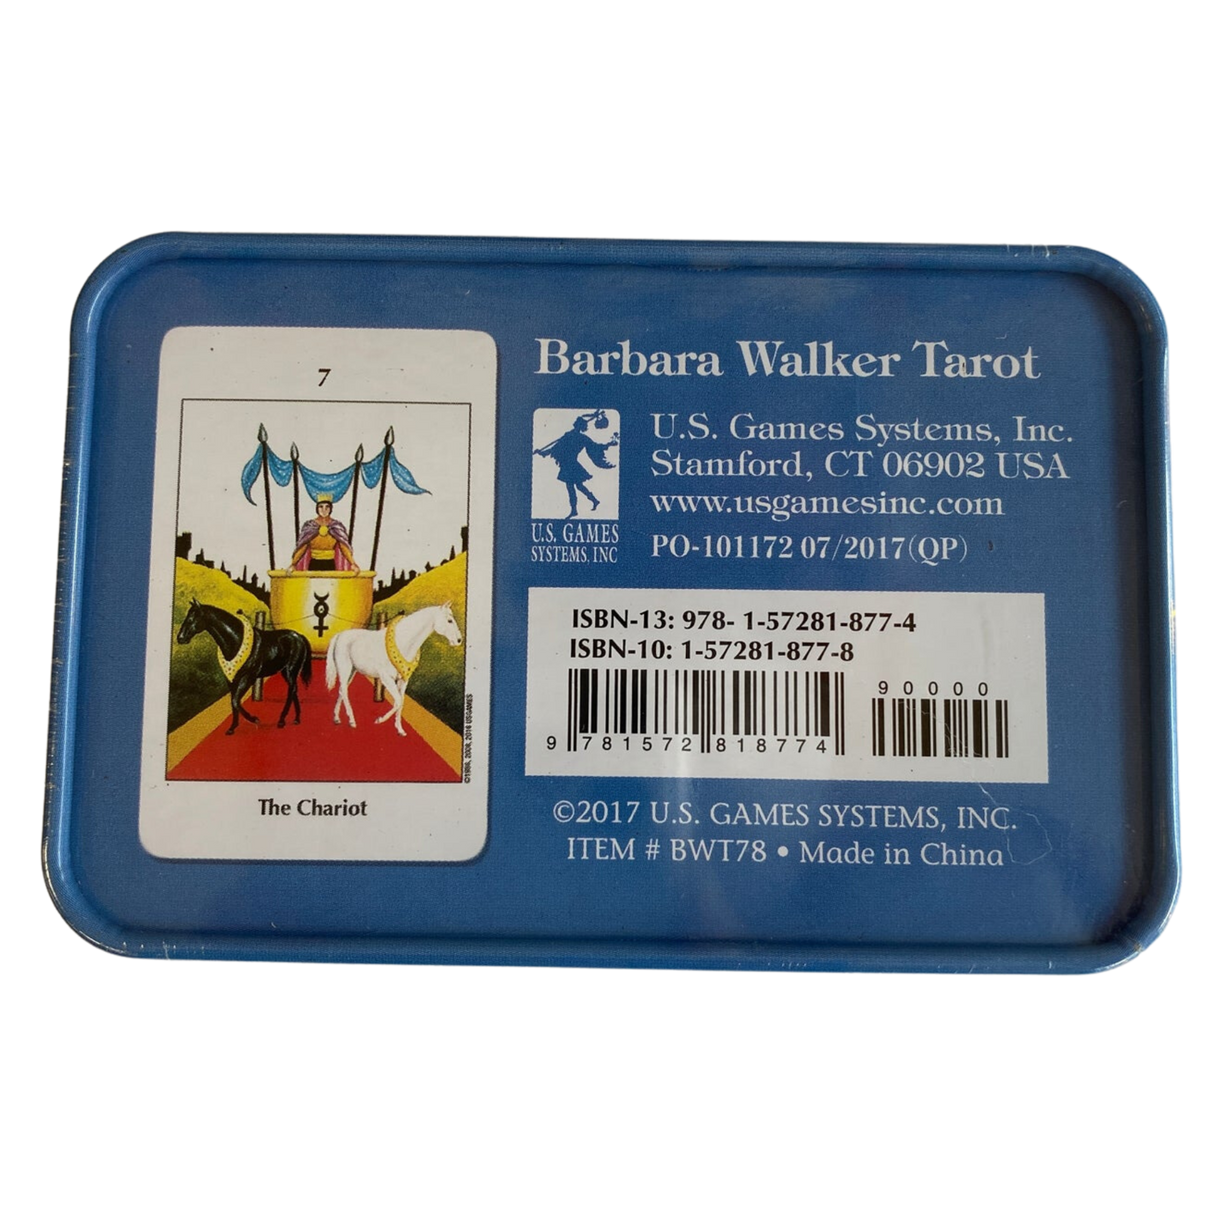 7
©1986, 2008, 2016 USGAMES
The Chariot
Barbara Walker Tarot
U.S. GAMES
SYSTEMS, INC
U.S. Games Systems, Inc.
Stamford, CT 06902 USA
www.usgamesinc.com
PO-101172 07/2017(QP)
ISBN-13: 978- 1-57281-877-4
ISBN-10: 1-57281-877-8
90000
9 781572 818774
©2017 U.S. GAMES SYSTEMS, INC.
ITEM # BWT78 • Made in China